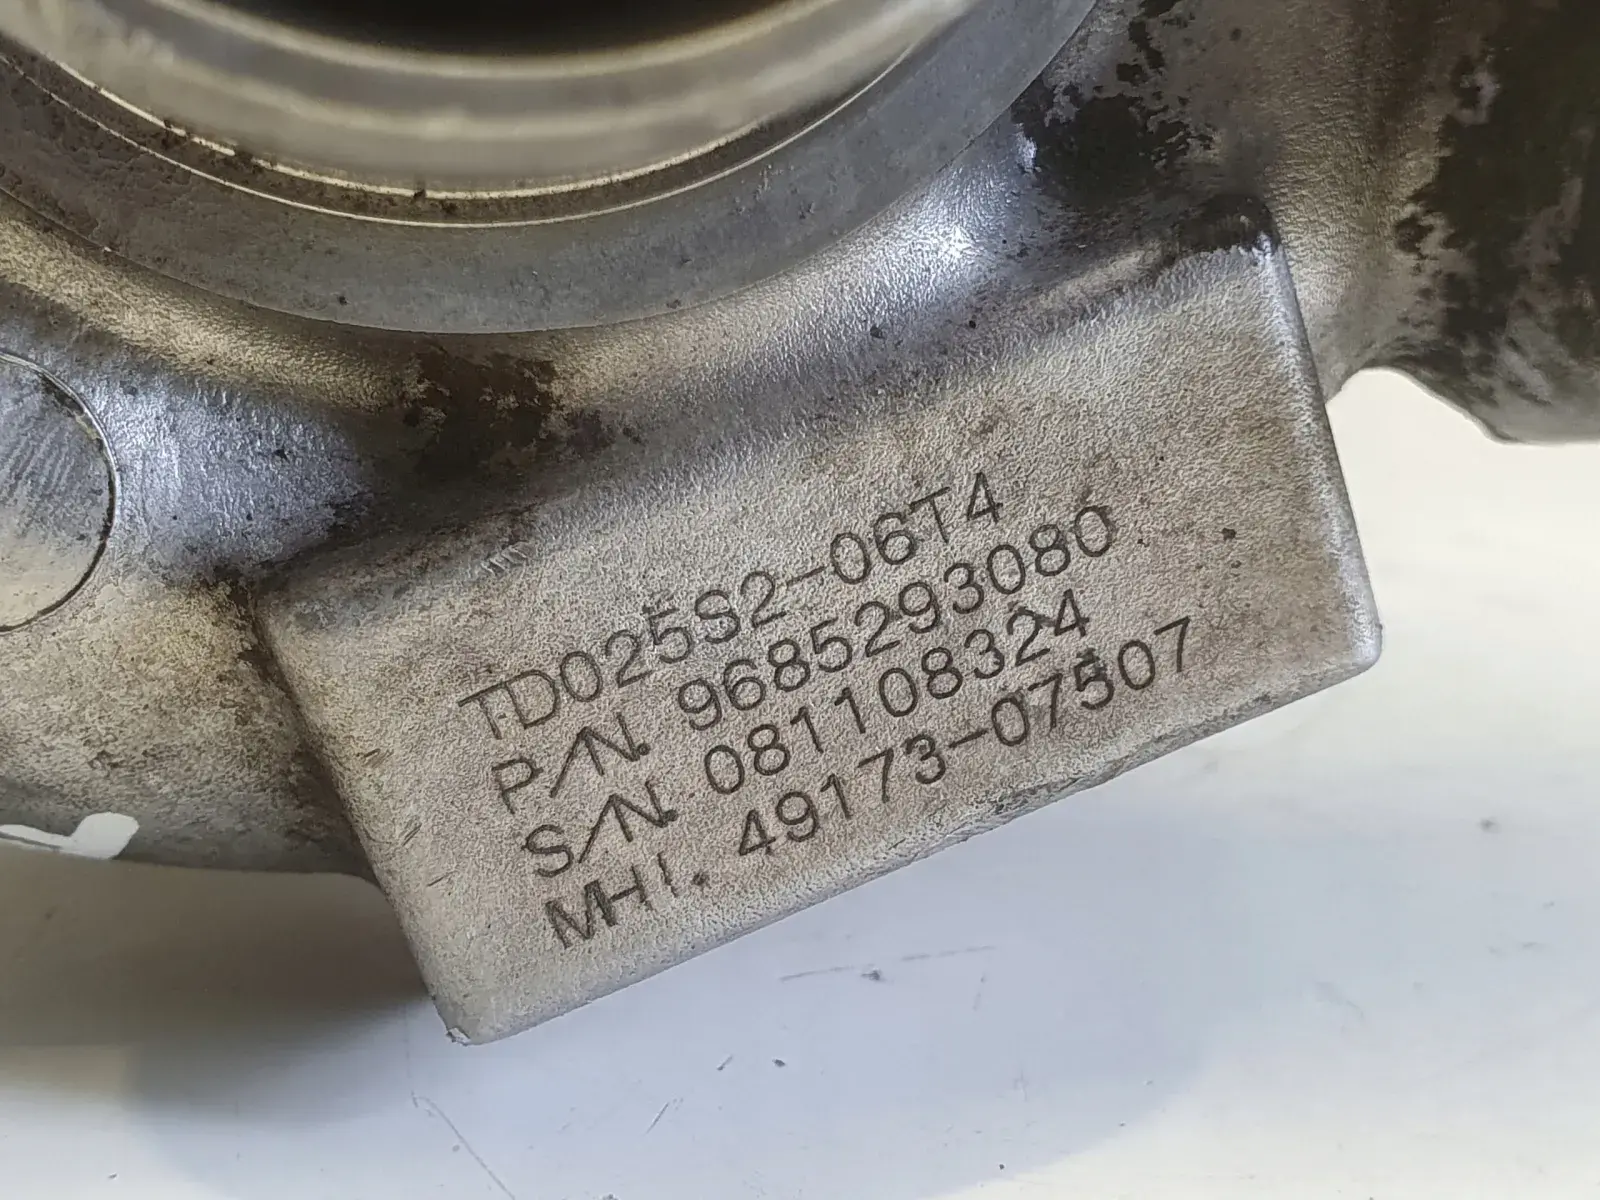 TD025S2-06T4
P/N. 9685293080
S/N. 081108324
MHI. 49173-07507